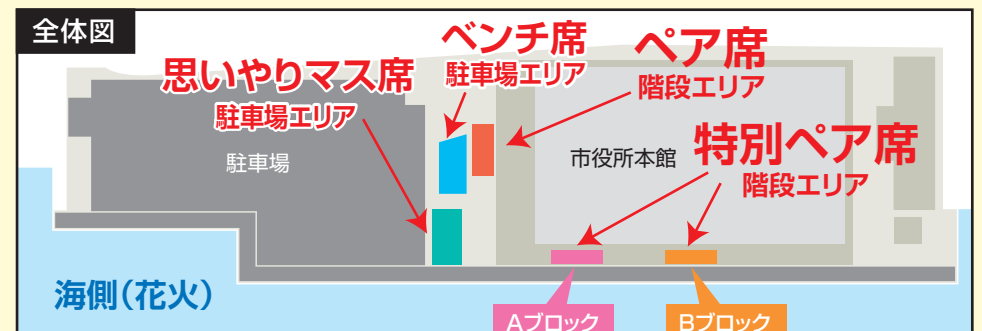 全体図
ベンチ席
駐車場エリア
ペア席
階段エリア
思いやりマス席
駐車場エリア
駐車場
市役所本館
特別ペア席
階段エリア
海側(花火)
Aブロック
Bブロック